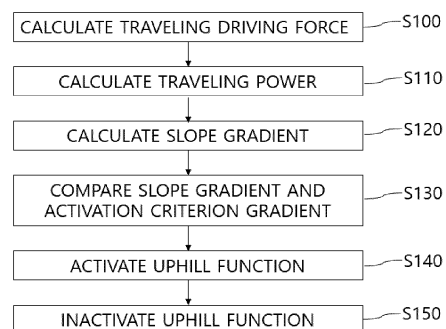 CALCULATE TRAVELING DRIVING FORCE S100
CALCULATE TRAVELING POWER S110
CALCULATE SLOPE GRADIENT S120
COMPARE SLOPE GRADIENT AND
ACTIVATION CRITERION GRADIENT S130
ACTIVATE UPHILL FUNCTION S140
INACTIVATE UPHILL FUNCTION S150